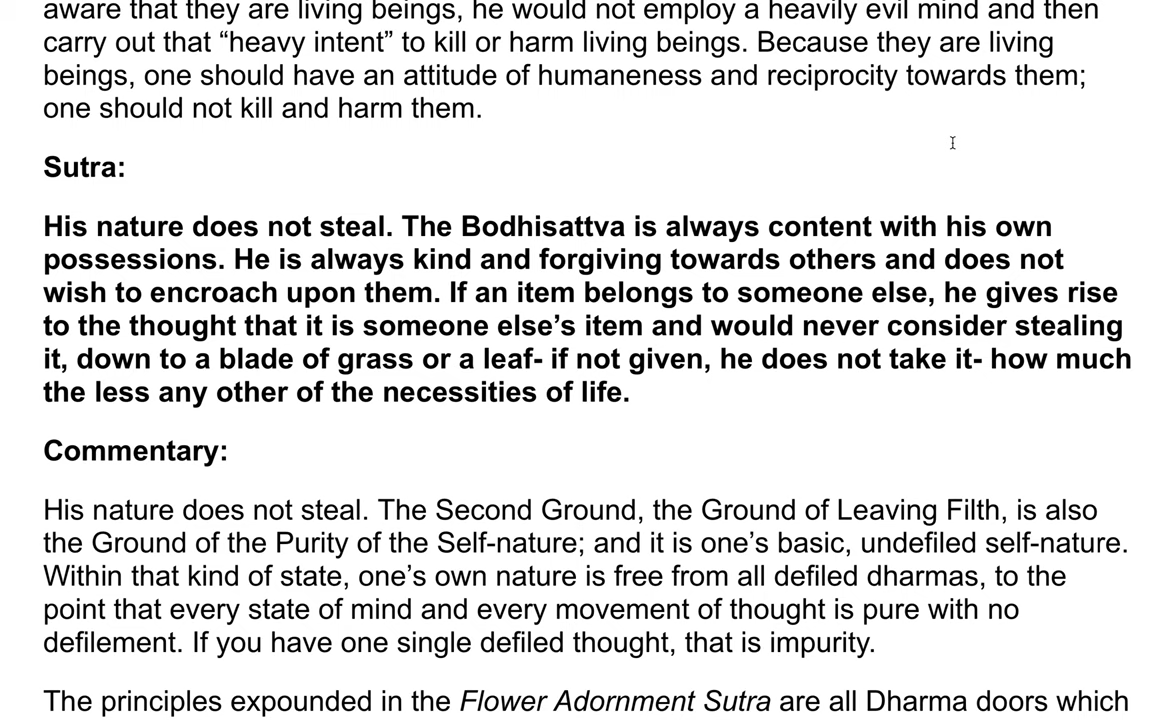 aware that they are living beings, he would not employ a heavily evil mind and then
carry out that “heavy intent” to kill or harm living beings. Because they are living
beings, one should have an attitude of humaneness and reciprocity towards them;
one should not kill and harm them.
Sutra:
His nature does not steal. The Bodhisattva is always content with his own
possessions. He is always kind and forgiving towards others and does not
wish to encroach upon them. If an item belongs to someone else, he gives rise
to the thought that it is someone else’s item and would never consider stealing
it, down to a blade of grass or a leaf- if not given, he does not take it- how much
the less any other of the necessities of life.
Commentary:
His nature does not steal. The Second Ground, the Ground of Leaving Filth, is also
the Ground of the Purity of the Self-nature; and it is one’s basic, undefiled self-nature.
Within that kind of state, one’s own nature is free from all defiled dharmas, to the
point that every state of mind and every movement of thought is pure with no
defilement. If you have one single defiled thought, that is impurity.
The principles expounded in the Flower Adornment Sutra are all Dharma doors which